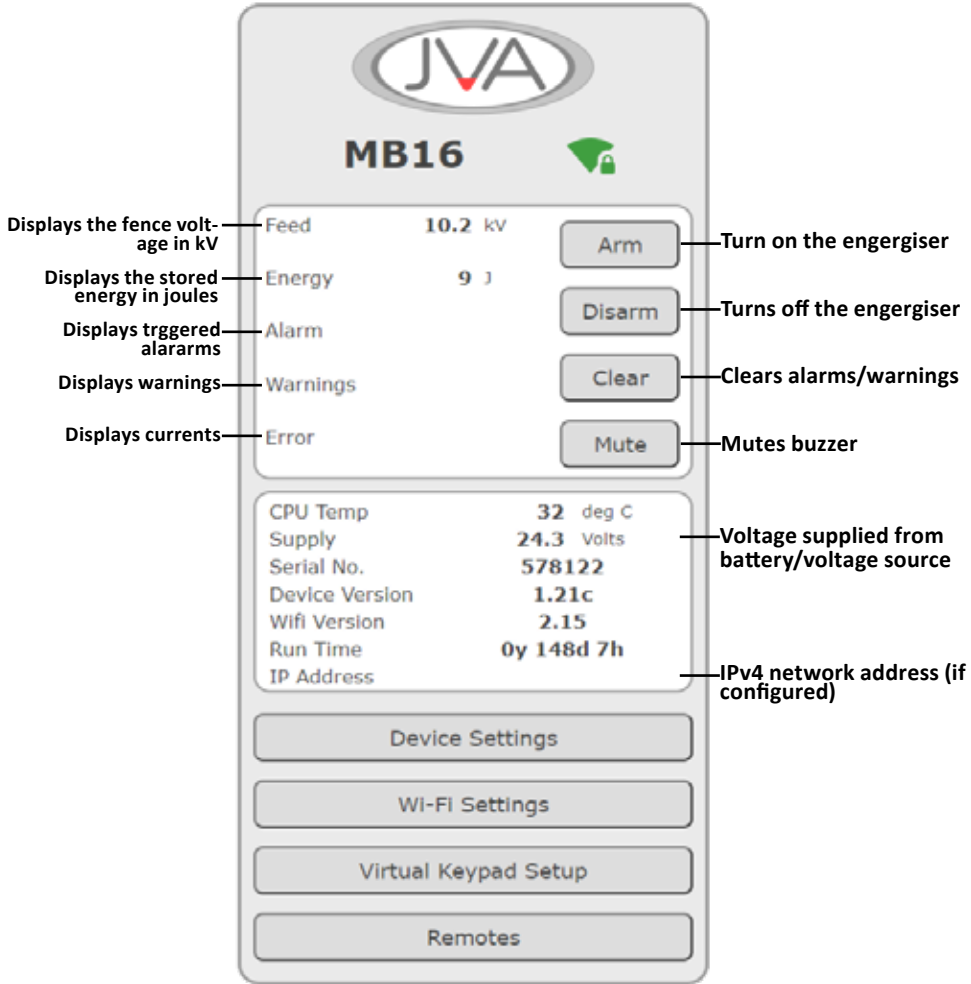 JVA
MB16
Displays the fence volt-
age in kV
Feed 10.2 kV
Arm
Turn on the engergiser
Displays the stored
energy in joules
Energy 9 J
Disarm
Turns off the engergiser
Displays trggered
alararms
Alarm
Displays warnings
Warnings
Clear
Clears alarms/warnings
Displays currents
Error
Mute
Mutes buzzer
CPU Temp 32 deg C
Supply 24.3 Volts
Voltage supplied from
battery/voltage source
Serial No. 578122
Device Version 1.21c
Wifi Version 2.15
Run Time 0y 148d 7h
IP Address
IPv4 network address (if
configured)
Device Settings
Wi-Fi Settings
Virtual Keypad Setup
Remotes